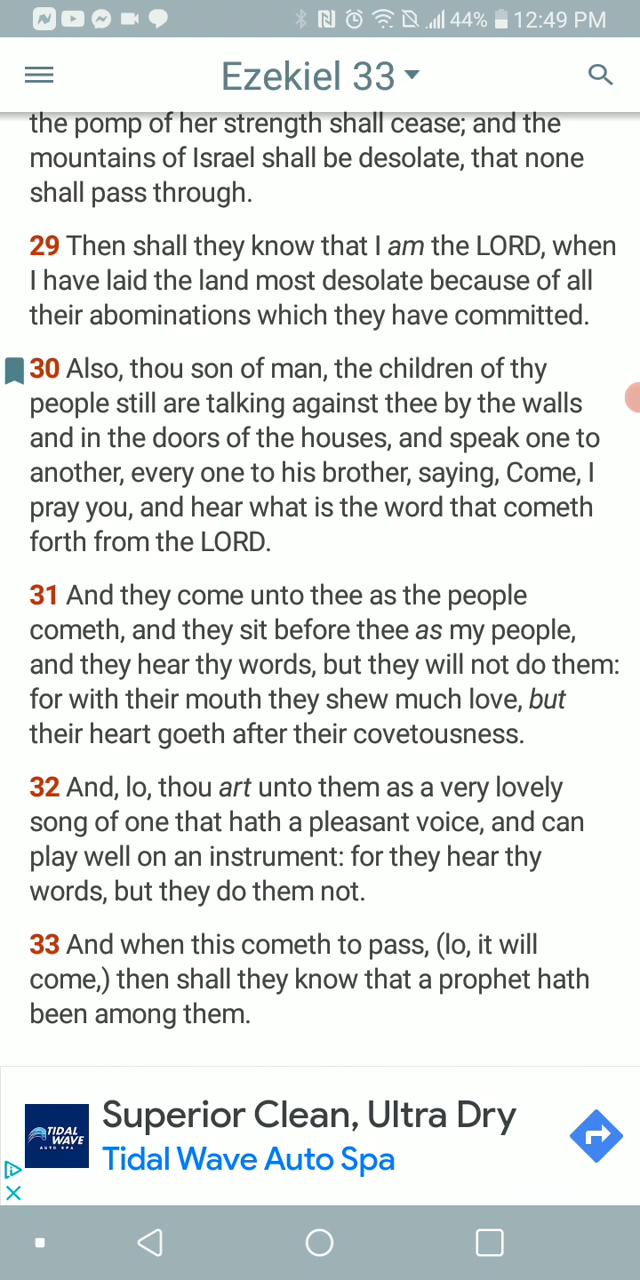 44% 12:49 PM
Ezekiel 33
the pomp of her strength shall cease; and the
mountains of Israel shall be desolate, that none
shall pass through.
29 Then shall they know that I am the LORD, when
I have laid the land most desolate because of all
their abominations which they have committed.
30 Also, thou son of man, the children of thy
people still are talking against thee by the walls
and in the doors of the houses, and speak one to
another, every one to his brother, saying, Come, I
pray you, and hear what is the word that cometh
forth from the LORD.
31 And they come unto thee as the people
cometh, and they sit before thee as my people,
and they hear thy words, but they will not do them:
for with their mouth they shew much love, but
their heart goeth after their covetousness.
32 And, lo, thou art unto them as a very lovely
song of one that hath a pleasant voice, and can
play well on an instrument: for they hear thy
words, but they do them not.
33 And when this cometh to pass, (lo, it will
come,) then shall they know that a prophet hath
been among them.
TIDAL
WAVE
AUTO SPA
Superior Clean, Ultra Dry
Tidal Wave Auto Spa